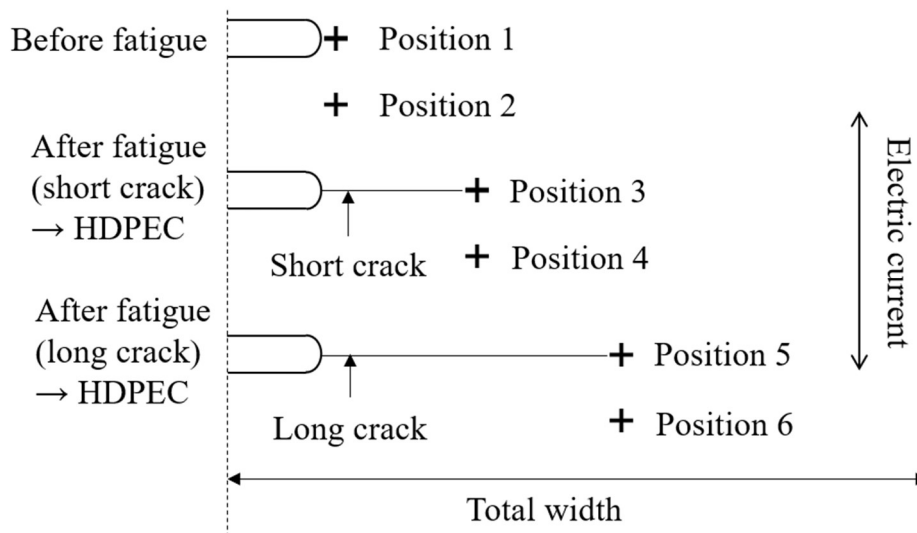 Before fatigue
Position 1
Position 2
After fatigue
(short crack)
→ HDPEC
Position 3
Short crack
Position 4
Electric current
After fatigue
(long crack)
→ HDPEC
Position 5
Long crack
Position 6
Total width